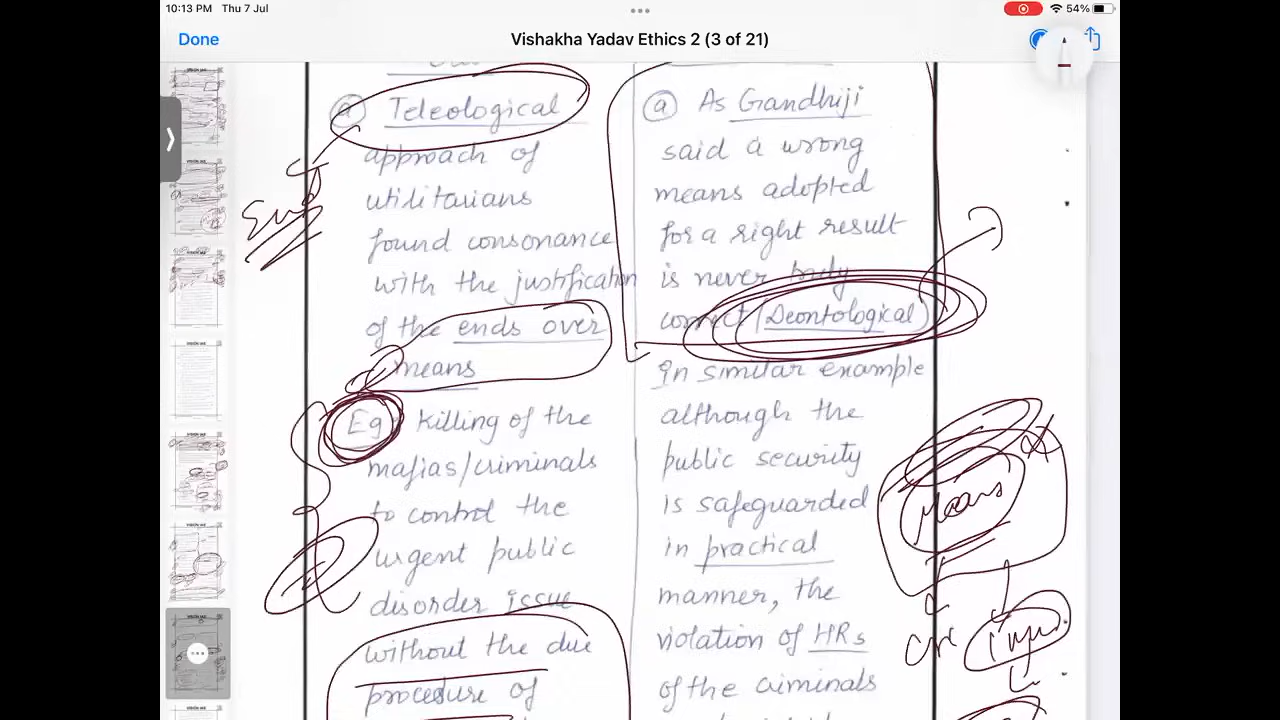 10:13 PM Thu 7 Jul
54%
Done
Vishakha Yadav Ethics 2 (3 of 21)
a Teleological
approach of
utilitarians
found consonance
with the justification
of the ends over
means
Eg killing of the
mafias/criminals
to control the
urgent public
disorder issue
without the due
procedure of
End
a As Gandhiji
said a wrong
means adopted
for a right result
is never truly
correct (Deontological)
In similar example
although the
public security
is safeguarded
in practical
manner, the
violation of HRs
of the criminals
Means